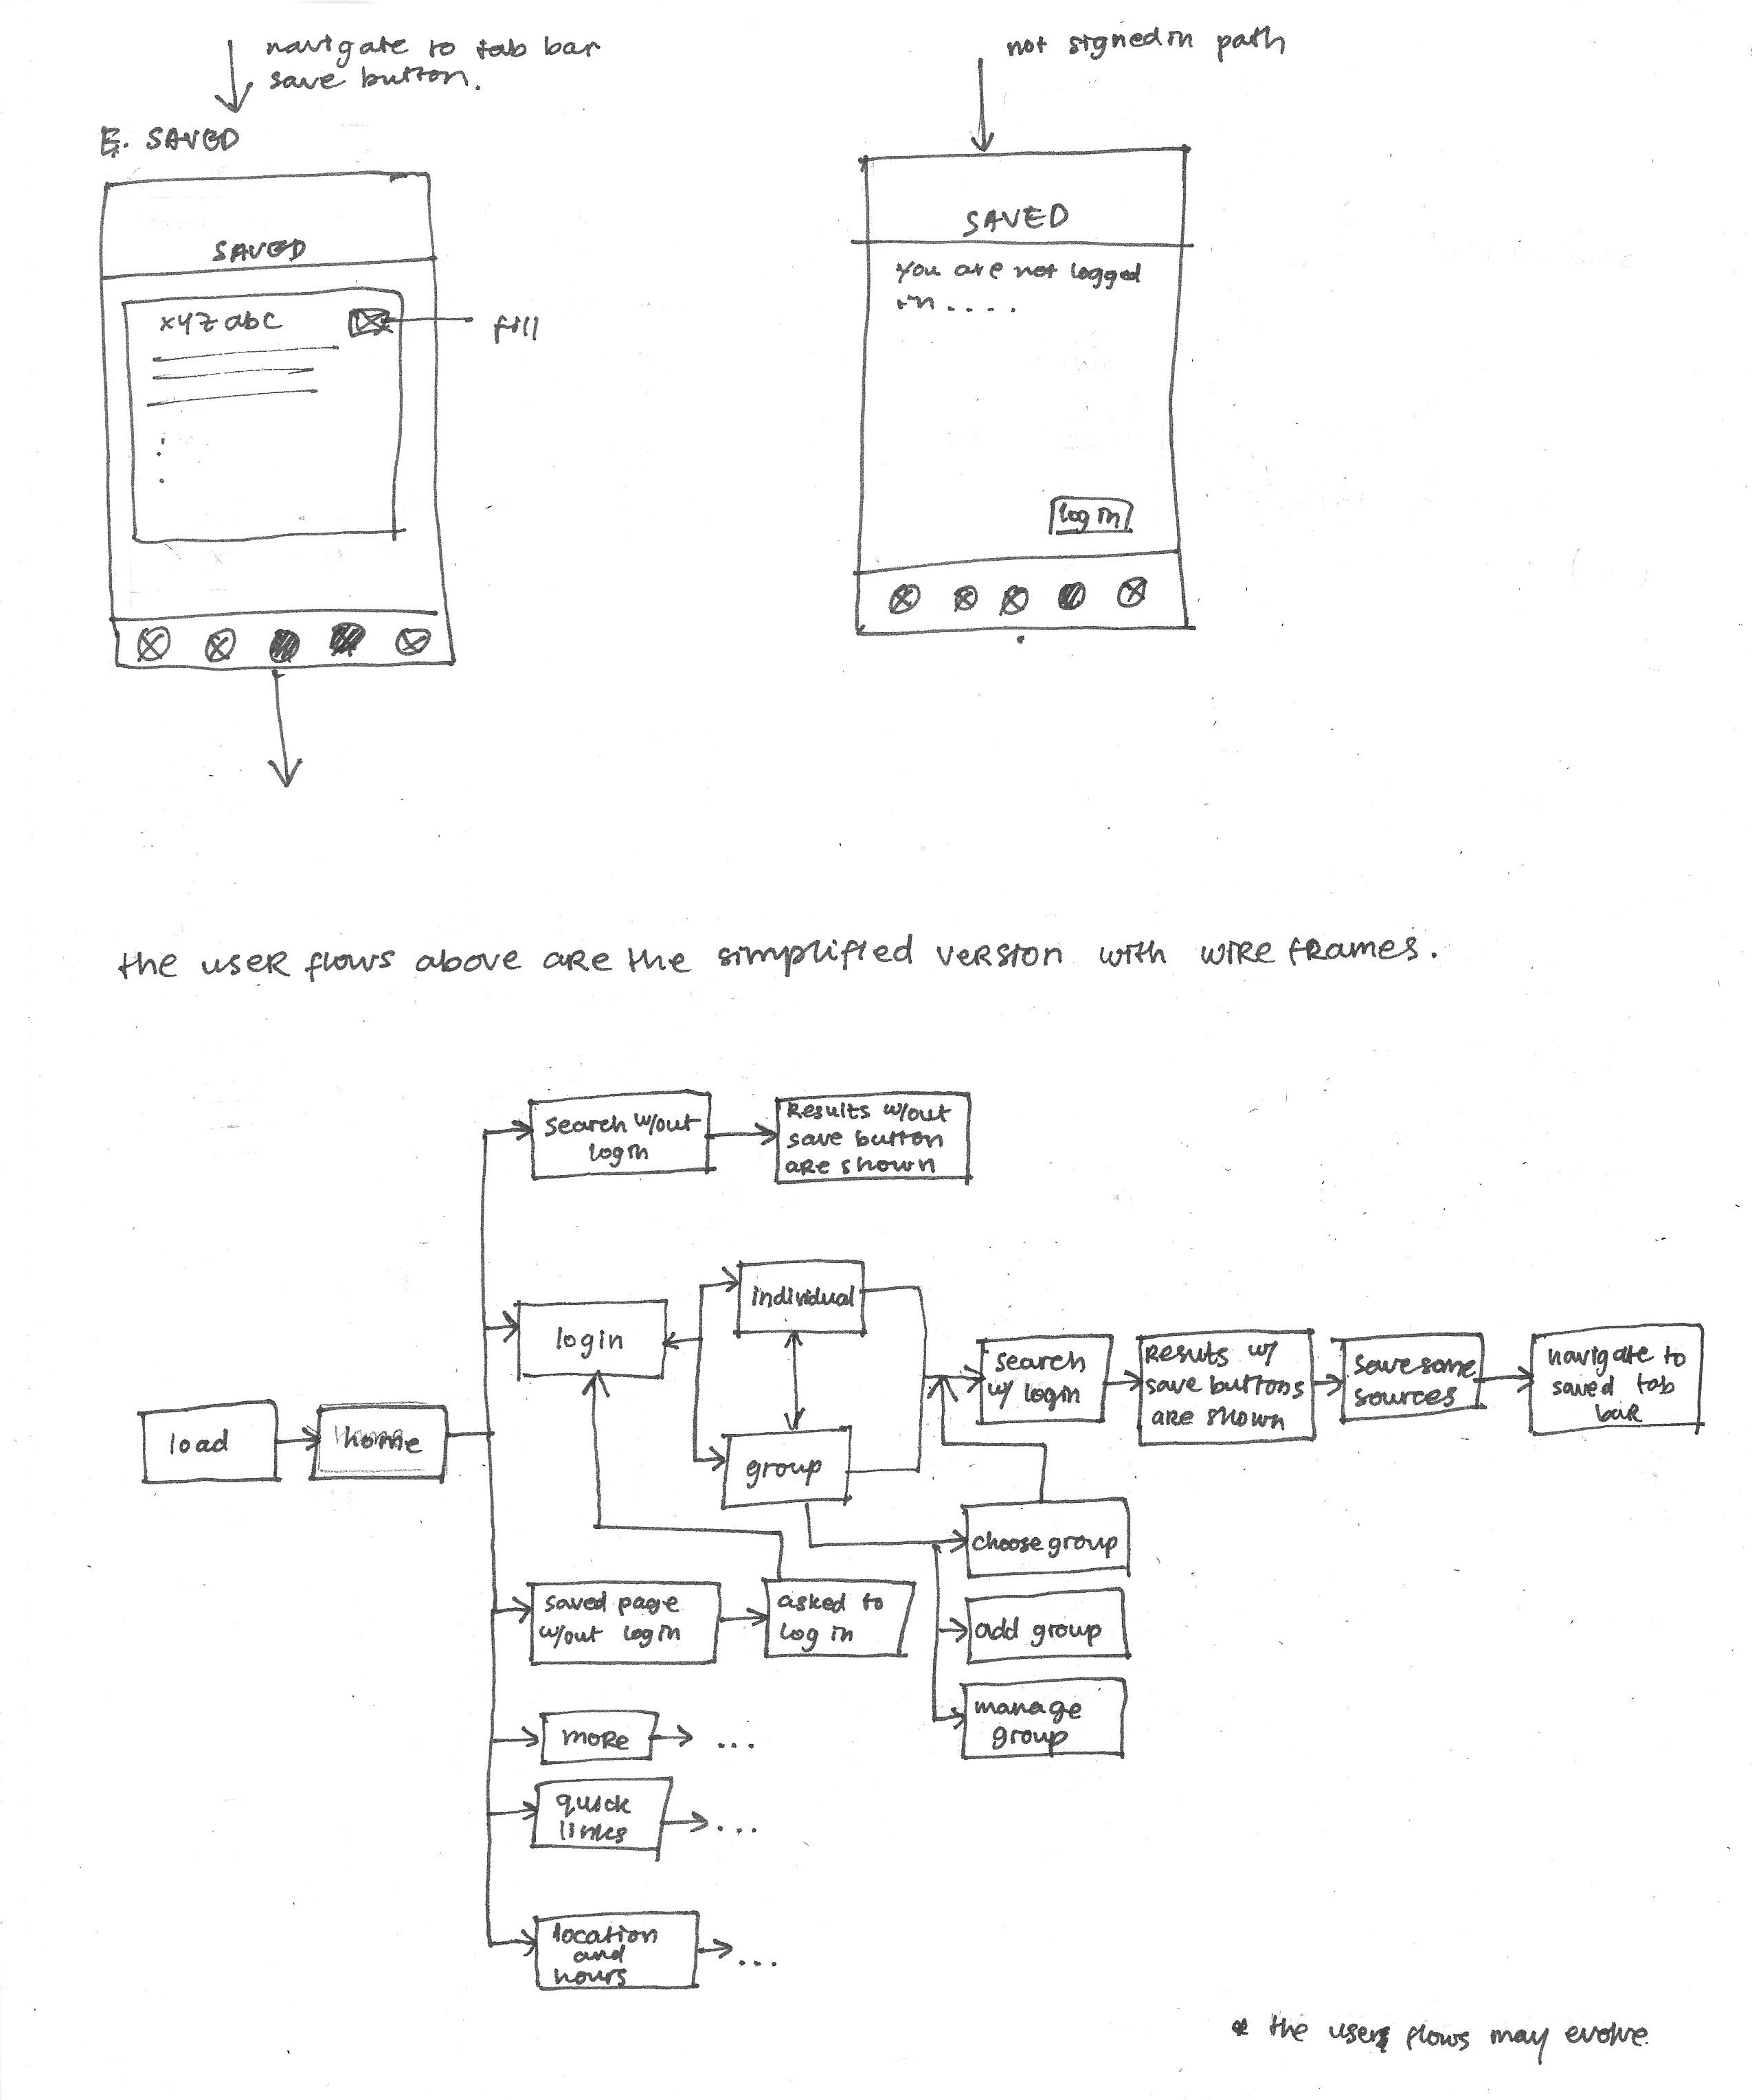 navigate to tab bar
save button.
E. SAVED
SAVED
xyz abc
fill
not signed in path
SAVED
you are not logged
in . . . .
log in
the user flows above are the simplified version with wireframes.
search w/out
login
Results w/out
save button
are shown
individual
login
search
w/ login
Results w/
save buttons
are shown
save some
sources
navigate to
saved tab
bar
load
home
group
choose group
saved page
w/out login
asked to
log in
add group
manage
group
more
...
quick
links
...
location
and
hours
...
* the users flows may evolve.